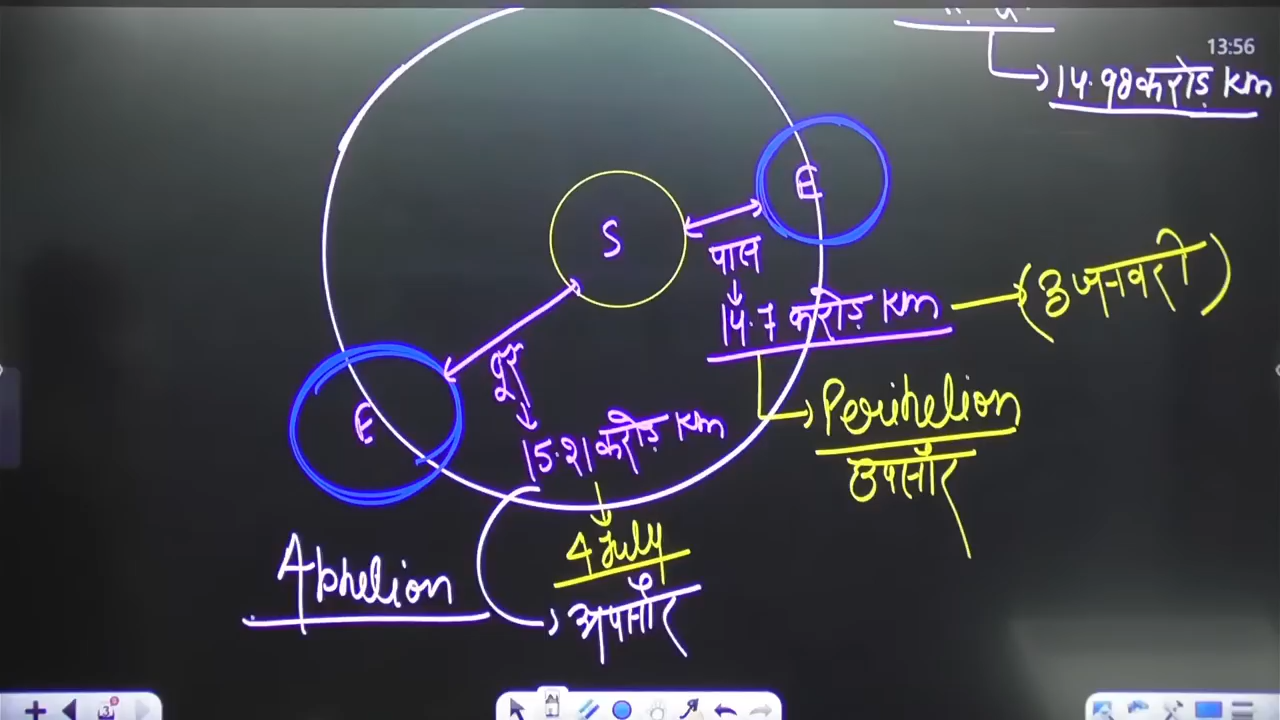 13:56
14.98 करोड़ km
E
S
पास
14.7 करोड़ km
(3 जनवरी)
दूर
E
Perihelion
15.21 करोड़ km
उपसौर
4 July
Aphelion
अपसौर